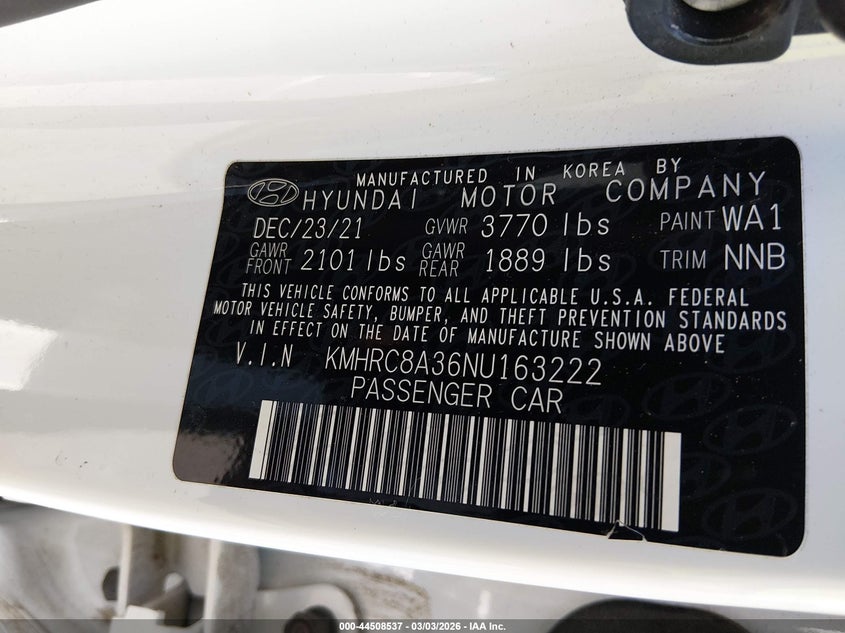 MANUFACTURED IN KOREA BY
HYUNDAI MOTOR COMPANY
DEC/23/21 GVWR 3770 lbs PAINT WA1
GAWR FRONT 2101 lbs GAWR REAR 1889 lbs TRIM NNB
THIS VEHICLE CONFORMS TO ALL APPLICABLE U.S.A. FEDERAL
MOTOR VEHICLE SAFETY, BUMPER, AND THEFT PREVENTION STANDARDS
IN EFFECT ON THE DATE OF MANUFACTURE SHOWN ABOVE
V.I.N KMHRC8A36NU163222
PASSENGER CAR
000-44508537 - 03/03/2026 - IAA Inc.